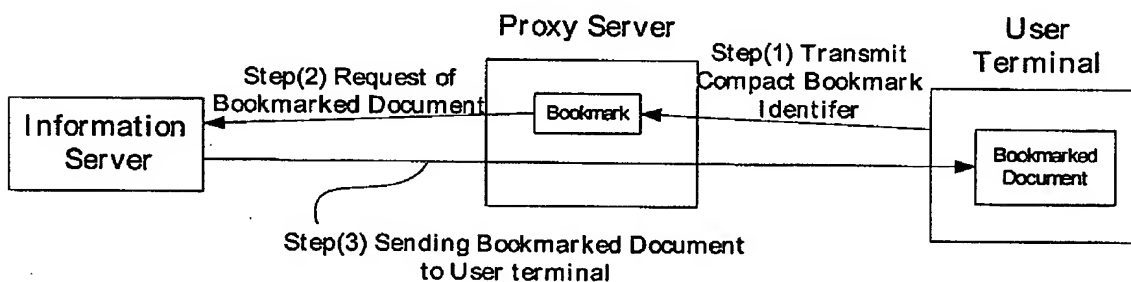 Proxy Server
User
Terminal
Step(1) Transmit
Compact Bookmark
Identifer
Step(2) Request of
Bookmarked Document
Information
Server
Bookmark
Bookmarked
Document
Step(3) Sending Bookmarked Document
to User terminal